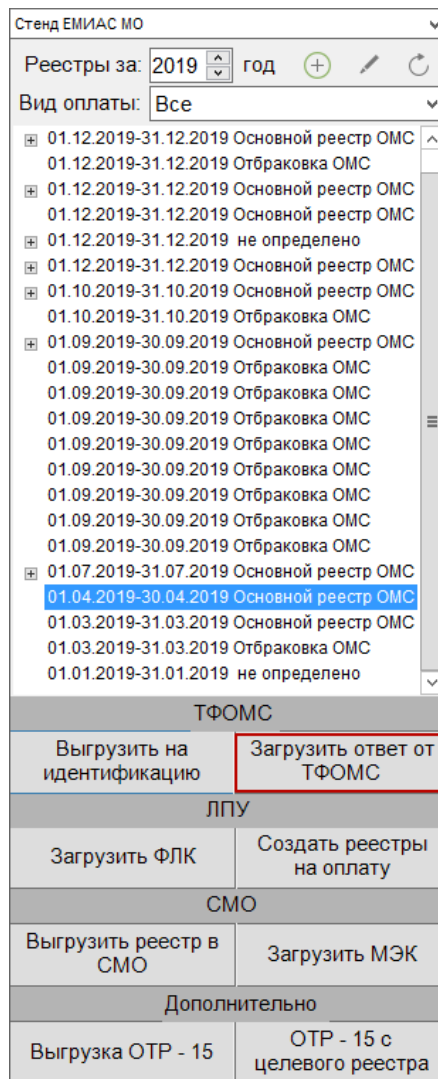 Стенд ЕМИАС МО
Реестры за: 2019 год
Вид оплаты: Все
01.12.2019-31.12.2019 Основной реестр ОМС
01.12.2019-31.12.2019 Отбраковка ОМС
01.12.2019-31.12.2019 Основной реестр ОМС
01.12.2019-31.12.2019 Основной реестр ОМС
01.12.2019-31.12.2019 не определено
01.12.2019-31.12.2019 Основной реестр ОМС
01.10.2019-31.10.2019 Основной реестр ОМС
01.10.2019-31.10.2019 Отбраковка ОМС
01.09.2019-30.09.2019 Основной реестр ОМС
01.09.2019-30.09.2019 Отбраковка ОМС
01.09.2019-30.09.2019 Отбраковка ОМС
01.09.2019-30.09.2019 Отбраковка ОМС
01.09.2019-30.09.2019 Отбраковка ОМС
01.09.2019-30.09.2019 Отбраковка ОМС
01.09.2019-30.09.2019 Отбраковка ОМС
01.09.2019-30.09.2019 Отбраковка ОМС
01.09.2019-30.09.2019 Отбраковка ОМС
01.07.2019-31.07.2019 Основной реестр ОМС
01.04.2019-30.04.2019 Основной реестр ОМС
01.03.2019-31.03.2019 Основной реестр ОМС
01.03.2019-31.03.2019 Отбраковка ОМС
01.01.2019-31.01.2019 не определено
ТФОМС
Выгрузить на
идентификацию
Загрузить ответ от
ТФОМС
ЛПУ
Загрузить ФЛК
Создать реестры
на оплату
СМО
Выгрузить реестр в
СМО
Загрузить МЭК
Дополнительно
Выгрузка ОТР - 15
ОТР - 15 с
целевого реестра